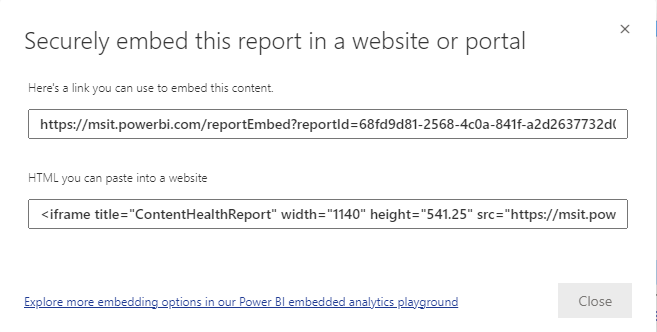 Securely embed this report in a website or portal
Here's a link you can use to embed this content.
https://msit.powerbi.com/reportEmbed?reportId=68fd9d81-2568-4c0a-841f-a2d2637732d
HTML you can paste into a website
<iframe title="ContentHealthReport" width="1140" height="541.25" src="https://msit.pow
Explore more embedding options in our Power BI embedded analytics playground
Close